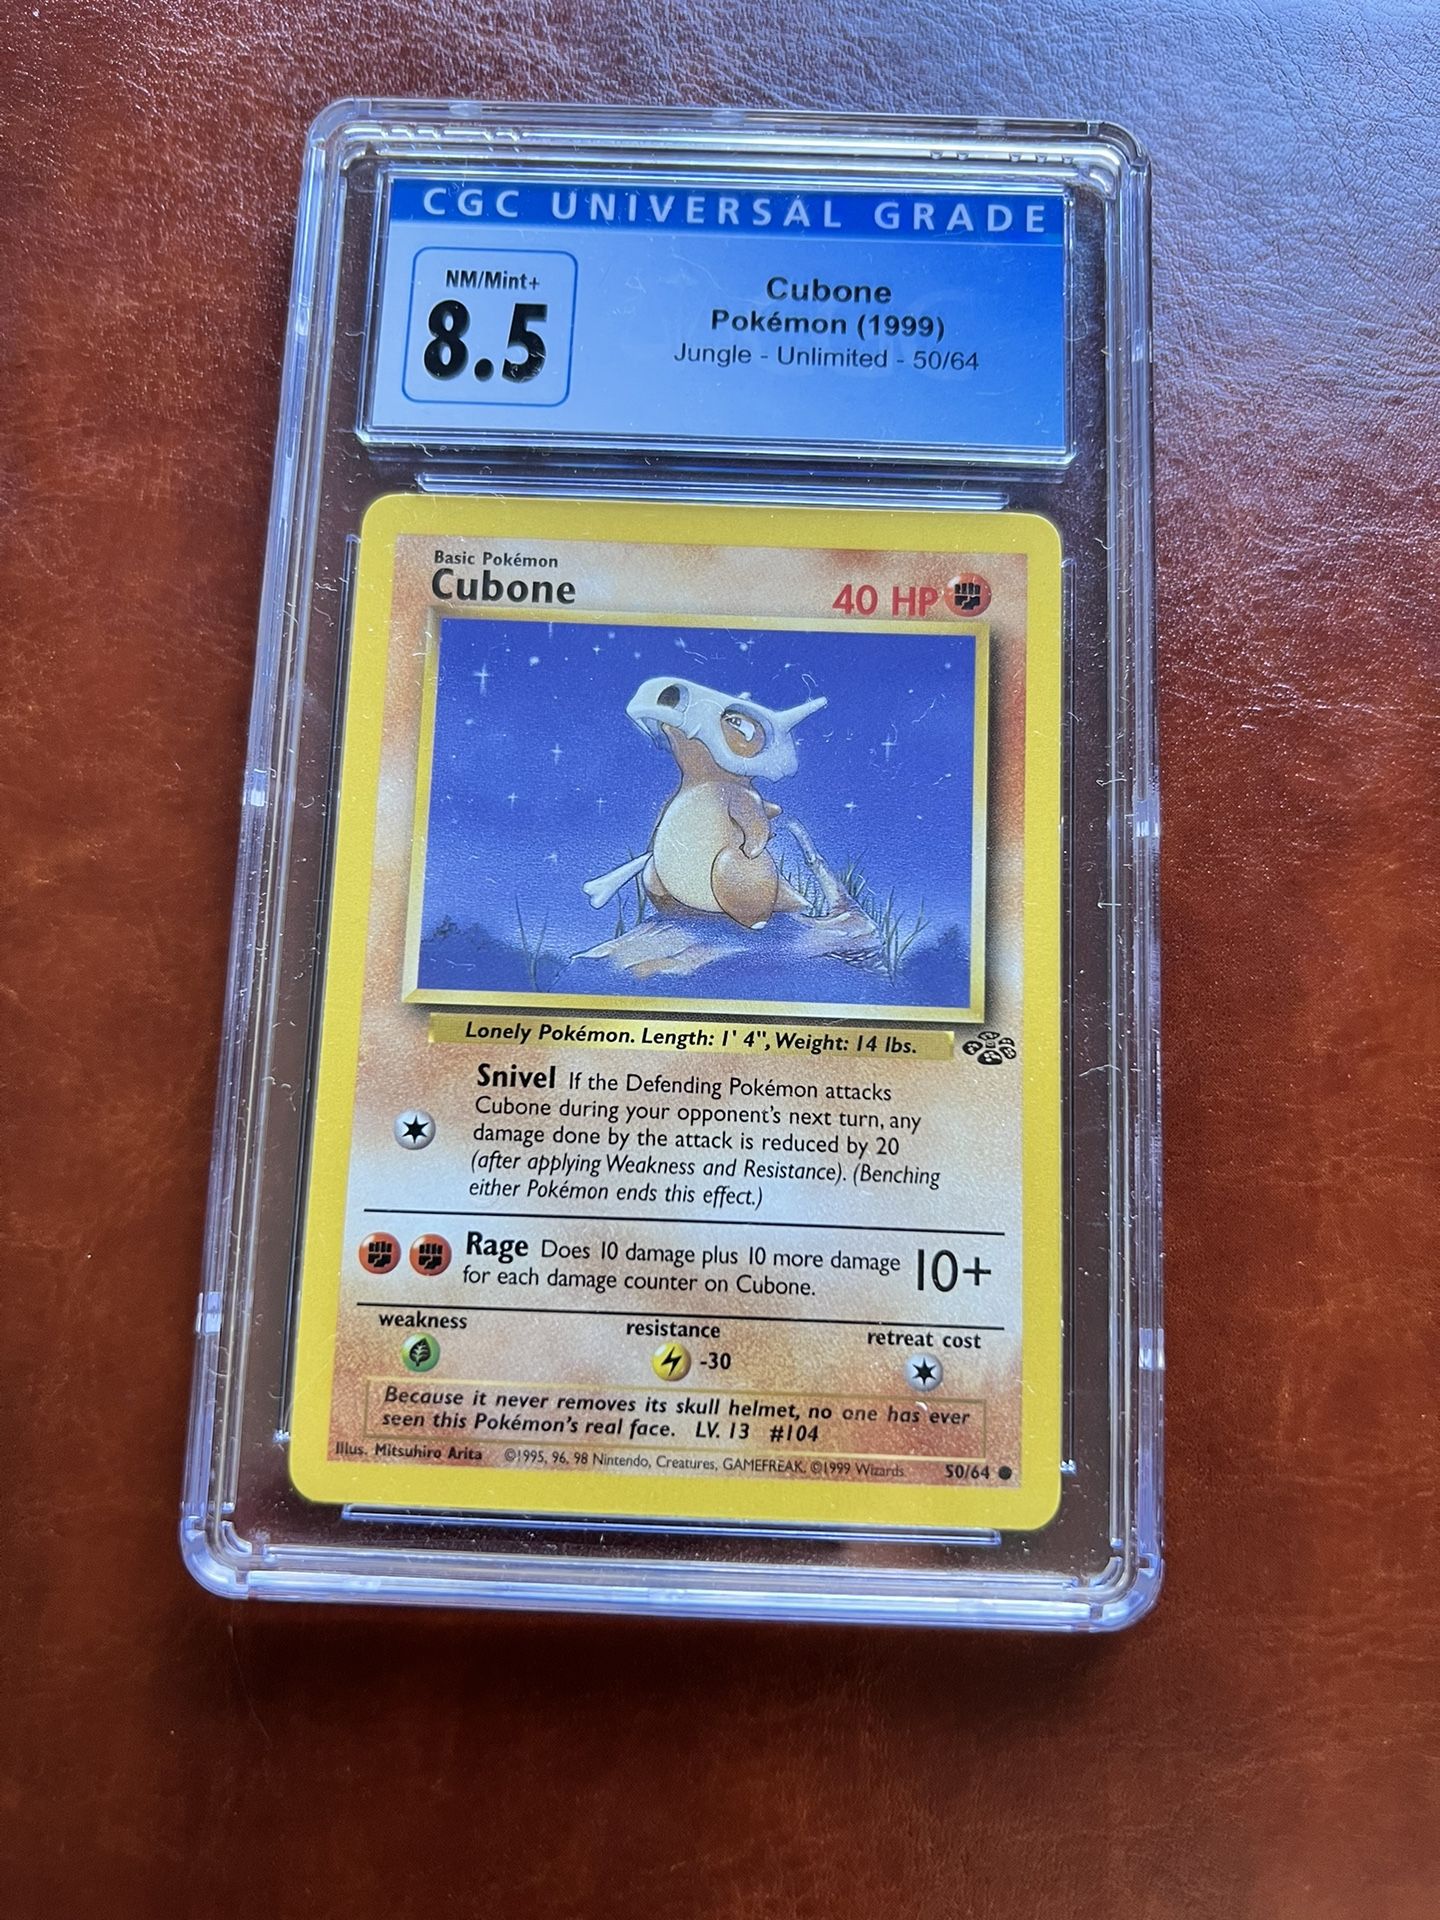 CGC UNIVERSAL GRADE
NM/Mint+
8.5
Cubone
Pokémon (1999)
Jungle - Unlimited - 50/64
Basic Pokémon
Cubone
40 HP
Lonely Pokémon. Length: 1' 4", Weight: 14 lbs.
Snivel If the Defending Pokémon attacks
Cubone during your opponent's next turn, any
damage done by the attack is reduced by 20
(after applying Weakness and Resistance). (Benching
either Pokémon ends this effect.)
Rage Does 10 damage plus 10 more damage
for each damage counter on Cubone.
10+
weakness
resistance
retreat cost
-30
Because it never removes its skull helmet, no one has ever
seen this Pokémon's real face. LV. 13 #104
Illus. Mitsuhiro Arita ©1995, 96, 98 Nintendo, Creatures, GAMEFREAK. ©1999 Wizards. 50/64